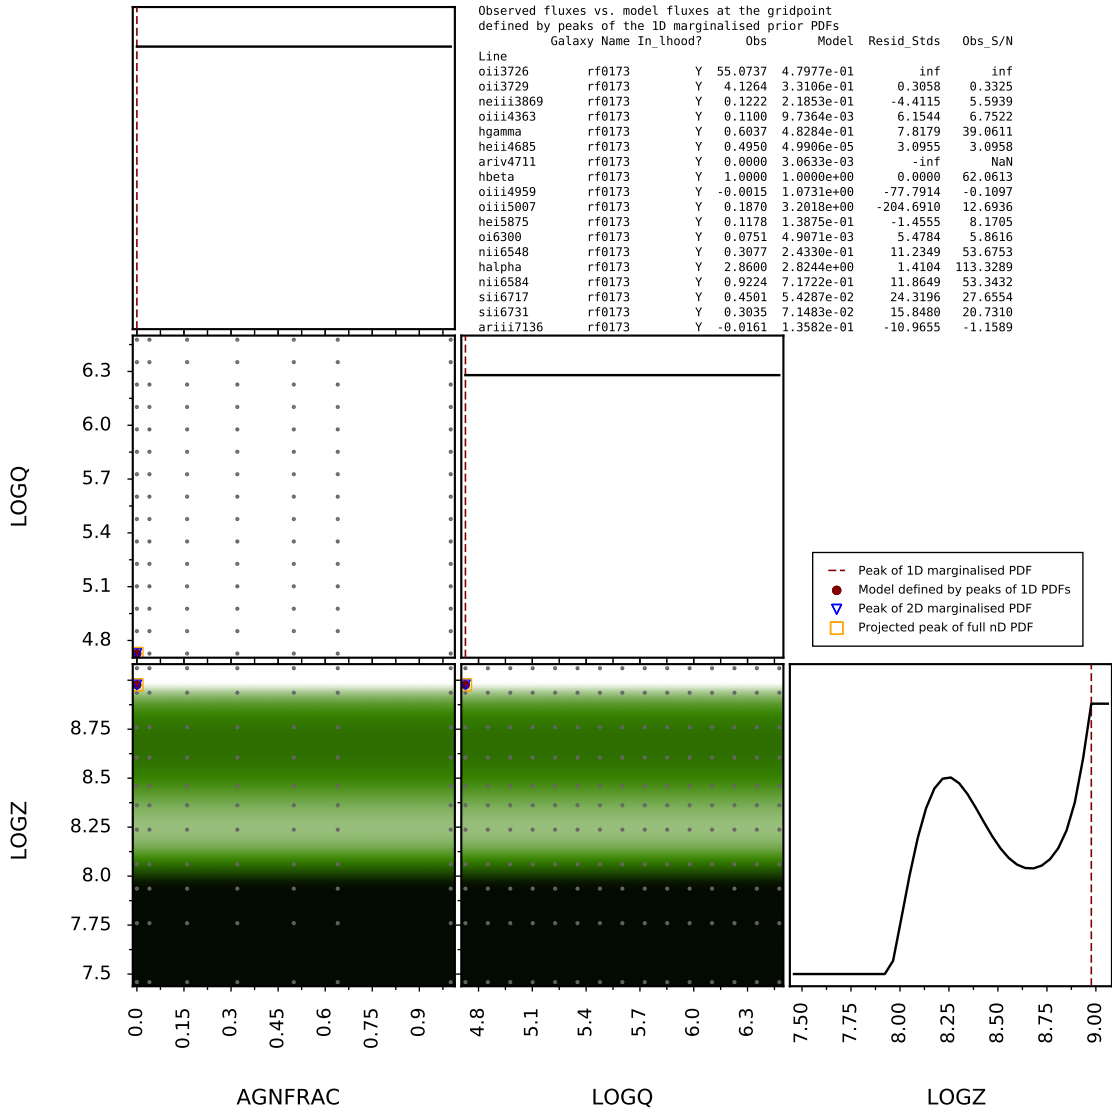 Observed fluxes vs. model fluxes at the gridpoint
defined by peaks of the 1D marginalised prior PDFs
Galaxy Name In_lhood? Obs Model Resid_Stds Obs_S/N
Line
oii3726 rf0173 Y 55.0737 4.7977e-01 inf inf
oii3729 rf0173 Y 4.1264 3.3106e-01 0.3058 0.3325
neiii3869 rf0173 Y 0.1222 2.1853e-01 -4.4115 5.5939
oiii4363 rf0173 Y 0.1100 9.7364e-03 6.1544 6.7522
hgamma rf0173 Y 0.6037 4.8284e-01 7.8179 39.0611
heii4685 rf0173 Y 0.4950 4.9906e-05 3.0955 3.0958
ariv4711 rf0173 Y 0.0000 3.0633e-03 -inf NaN
hbeta rf0173 Y 1.0000 1.0000e+00 0.0000 62.0613
oiii4959 rf0173 Y -0.0015 1.0731e+00 -77.7914 -0.1097
oiii5007 rf0173 Y 0.1870 3.2018e+00 -204.6910 12.6936
hei5875 rf0173 Y 0.1178 1.3875e-01 -1.4555 8.1705
oi6300 rf0173 Y 0.0751 4.9071e-03 5.4784 5.8616
nii6548 rf0173 Y 0.3077 2.4330e-01 11.2349 53.6753
halpha rf0173 Y 2.8600 2.8244e+00 1.4104 113.3289
nii6584 rf0173 Y 0.9224 7.1722e-01 11.8649 53.3432
sii6717 rf0173 Y 0.4501 5.4287e-02 24.3196 27.6554
sii6731 rf0173 Y 0.3035 7.1483e-02 15.8480 20.7310
ariii7136 rf0173 Y -0.0161 1.3582e-01 -10.9655 -1.1589
LOGQ
6.3
6.0
5.7
5.4
5.1
4.8
Peak of 1D marginalised PDF
Model defined by peaks of 1D PDFs
Peak of 2D marginalised PDF
Projected peak of full nD PDF
LOGZ
8.75
8.5
8.25
8.0
7.75
7.5
0.0 0.15 0.3 0.45 0.6 0.75 0.9
4.8 5.1 5.4 5.7 6.0 6.3
7.50 7.75 8.00 8.25 8.50 8.75 9.00
AGNFRAC LOGQ LOGZ